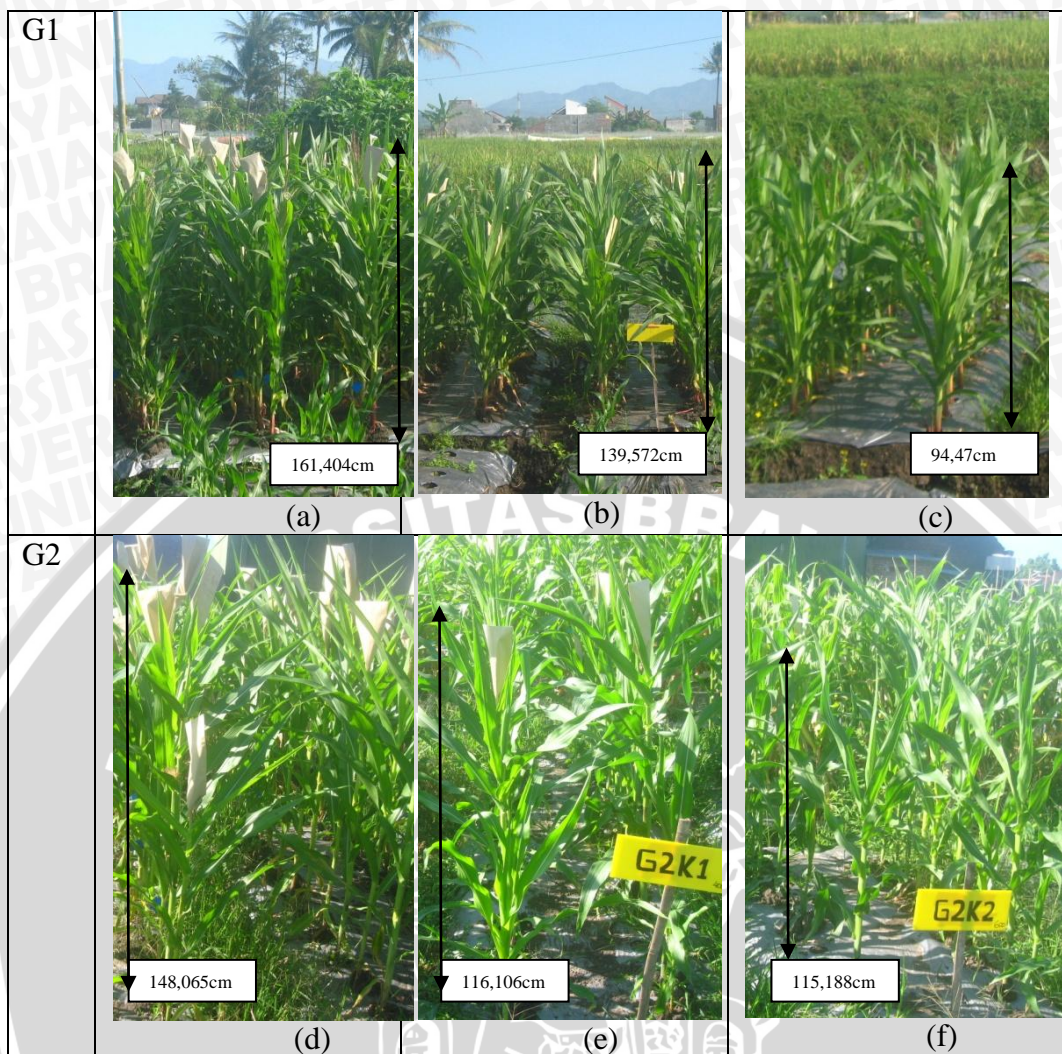 G1
161,404cm
139,572cm
94,47cm
(a)
(b)
(c)
G2
G2K1
G2K2
148,065cm
116,106cm
115,188cm
(d)
(e)
(f)